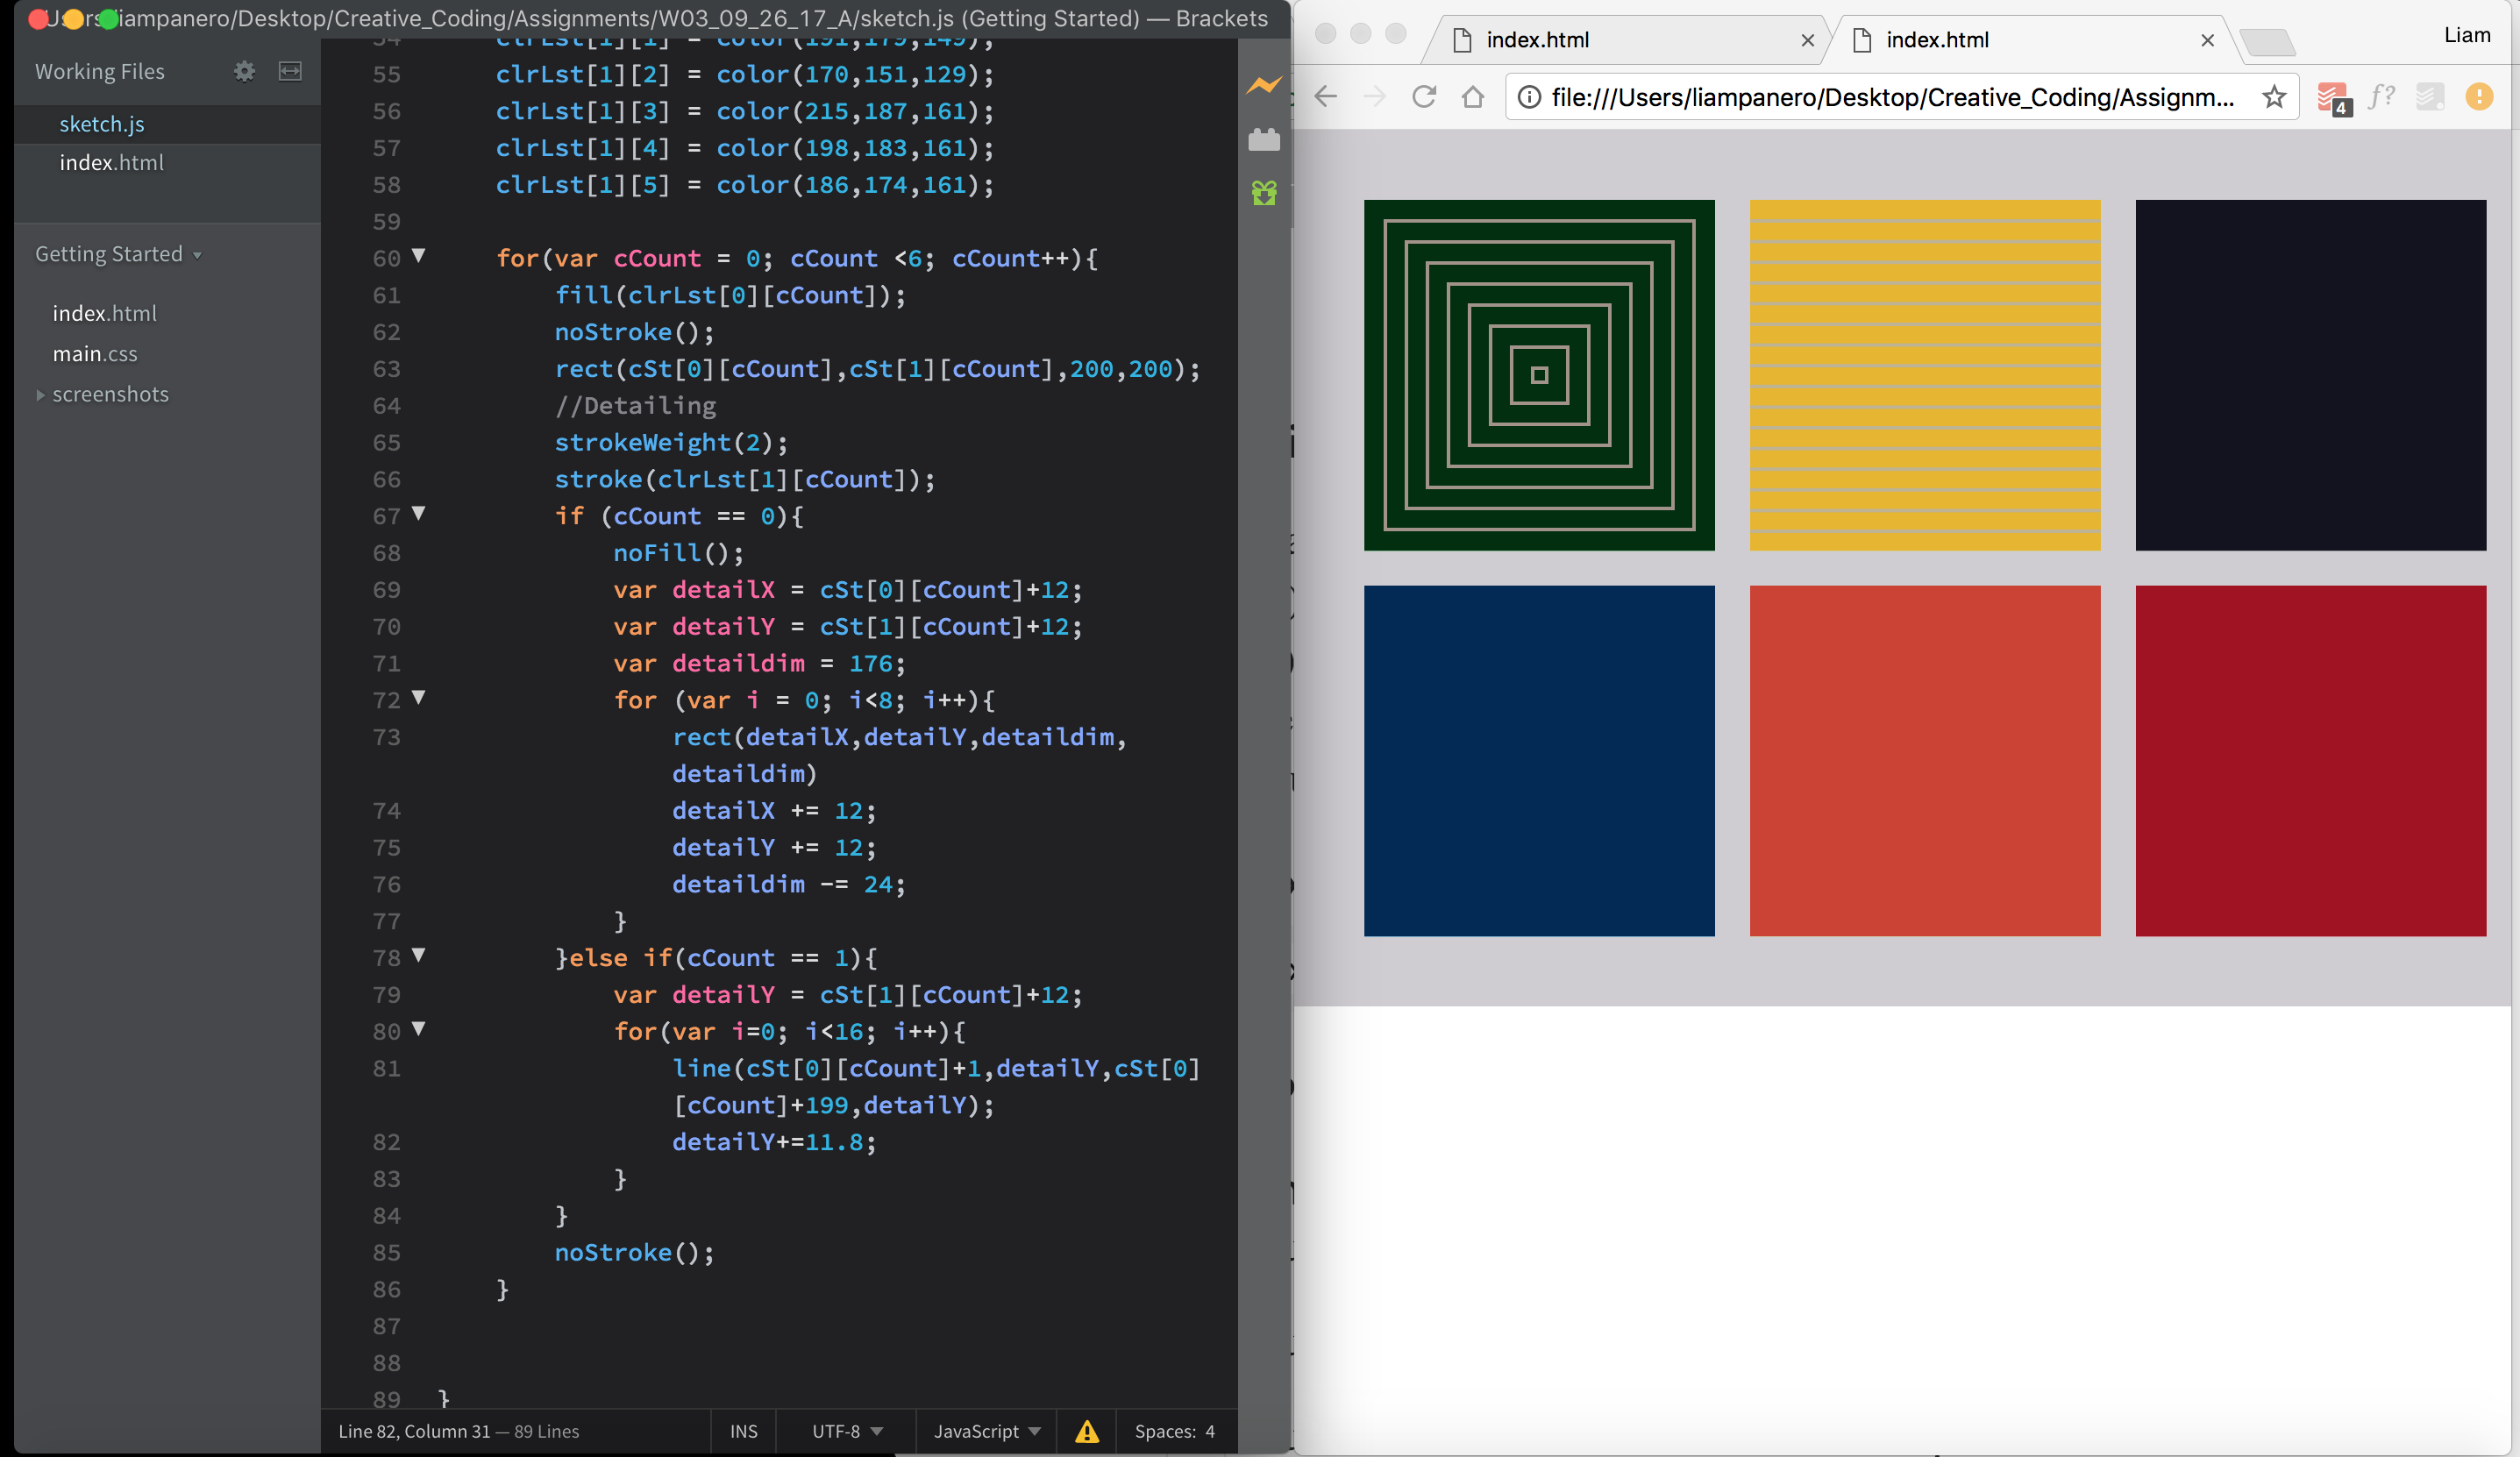 Users/liampanero/Desktop/Creative_Coding/Assignments/W03_09_26_17_A/sketch.js (Getting Started) — Brackets
Working Files
sketch.js
index.html
Getting Started
index.html
main.css
screenshots
54 clrLst[1][1] = color(191,179,149);
55 clrLst[1][2] = color(170,151,129);
56 clrLst[1][3] = color(215,187,161);
57 clrLst[1][4] = color(198,183,161);
58 clrLst[1][5] = color(186,174,161);
59
60 for(var cCount = 0; cCount <6; cCount++){
61 fill(clrLst[0][cCount]);
62 noStroke();
63 rect(cSt[0][cCount],cSt[1][cCount],200,200);
64 //Detailing
65 strokeWeight(2);
66 stroke(clrLst[1][cCount]);
67 if (cCount == 0){
68 noFill();
69 var detailX = cSt[0][cCount]+12;
70 var detailY = cSt[1][cCount]+12;
71 var detaildim = 176;
72 for (var i = 0; i<8; i++){
73 rect(detailX,detailY,detaildim,
detaildim)
74 detailX += 12;
75 detailY += 12;
76 detaildim -= 24;
77 }
78 }else if(cCount == 1){
79 var detailY = cSt[1][cCount]+12;
80 for(var i=0; i<16; i++){
81 line(cSt[0][cCount]+1,detailY,cSt[0]
[cCount]+199,detailY);
82 detailY+=11.8;
83 }
84 }
85 noStroke();
86 }
87
88
89 }
Line 82, Column 31 — 89 Lines
INS
UTF-8
JavaScript
Spaces: 4
index.html
index.html
Liam
file:///Users/liampanero/Desktop/Creative_Coding/Assignm...
4
f?